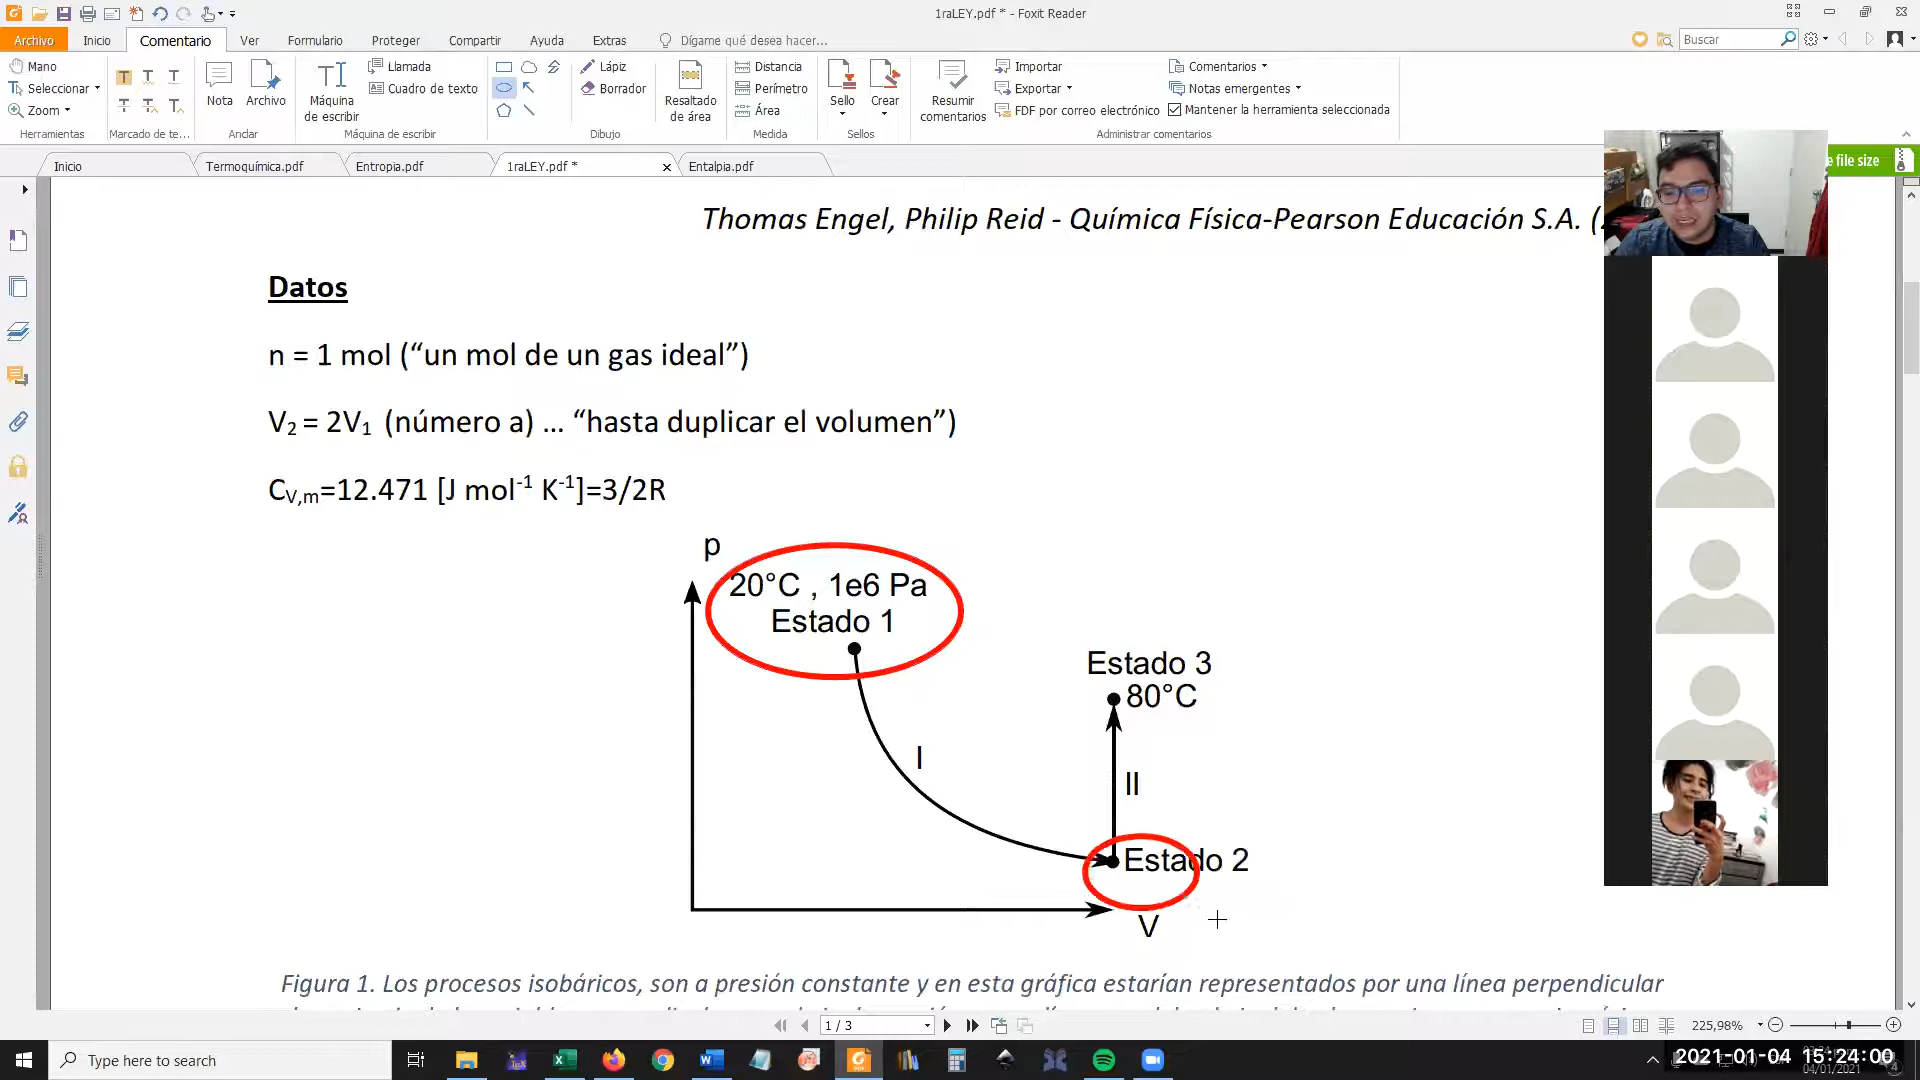 1raLEY.pdf * - Foxit Reader
Archivo Inicio Comentario Ver Formulario Proteger Compartir Ayuda Extras Dígame qué desea hacer... Buscar
Mano
Seleccionar
Zoom
Herramientas
Marcado de te...
Nota
Archivo
Anclar
Máquina de escribir
Llamada
Cuadro de texto
Máquina de escribir
Lápiz
Borrador
Dibujo
Resaltado de área
Distancia
Perímetro
Área
Medida
Sello
Crear
Sellos
Resumir comentarios
Importar
Exportar
FDF por correo electrónico
Comentarios
Notas emergentes
Mantener la herramienta seleccionada
Administrar comentarios
Inicio Termoquímica.pdf Entropia.pdf 1raLEY.pdf * Entalpia.pdf
e file size
Thomas Engel, Philip Reid - Química Física-Pearson Educación S.A. (
Datos
n = 1 mol (“un mol de un gas ideal”)
V2 = 2V1 (número a) ... “hasta duplicar el volumen”)
CV,m=12.471 [J mol-1 K-1]=3/2R
p
20°C , 1e6 Pa
Estado 1
Estado 3
80°C
I
II
Estado 2
V
Figura 1. Los procesos isobáricos, son a presión constante y en esta gráfica estarían representados por una línea perpendicular
1 / 3
225,98%
Type here to search
2021-01-04 15:24:00
04/01/2021